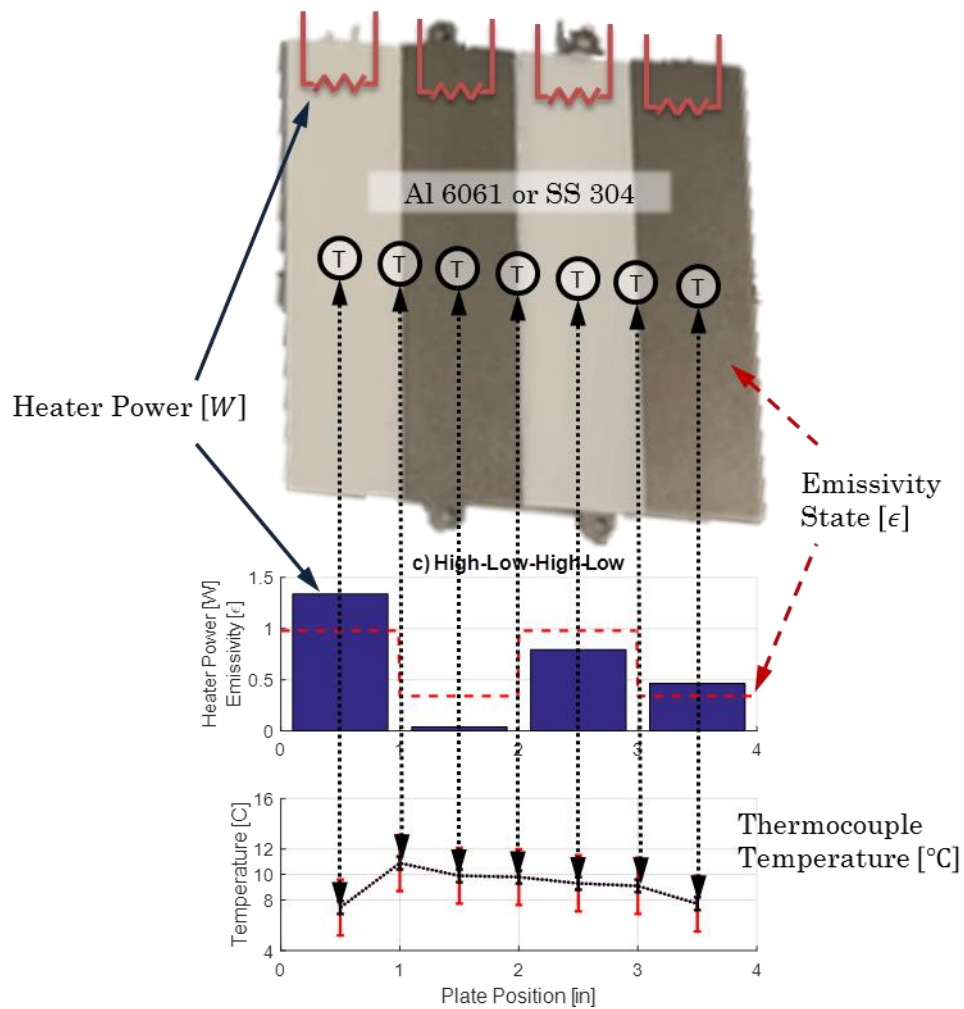 Al 6061 or SS 304
T T T T T T T
Heater Power [W]
Emissivity
State [ϵ]
c) High-Low-High-Low
Heater Power [W]
Emissivity [ϵ]
1.5
1
0.5
0
0 1 2 3 4
Thermocouple
Temperature [°C]
Temperature [C]
16
12
10
8
4
0 1 2 3 4
Plate Position [in]